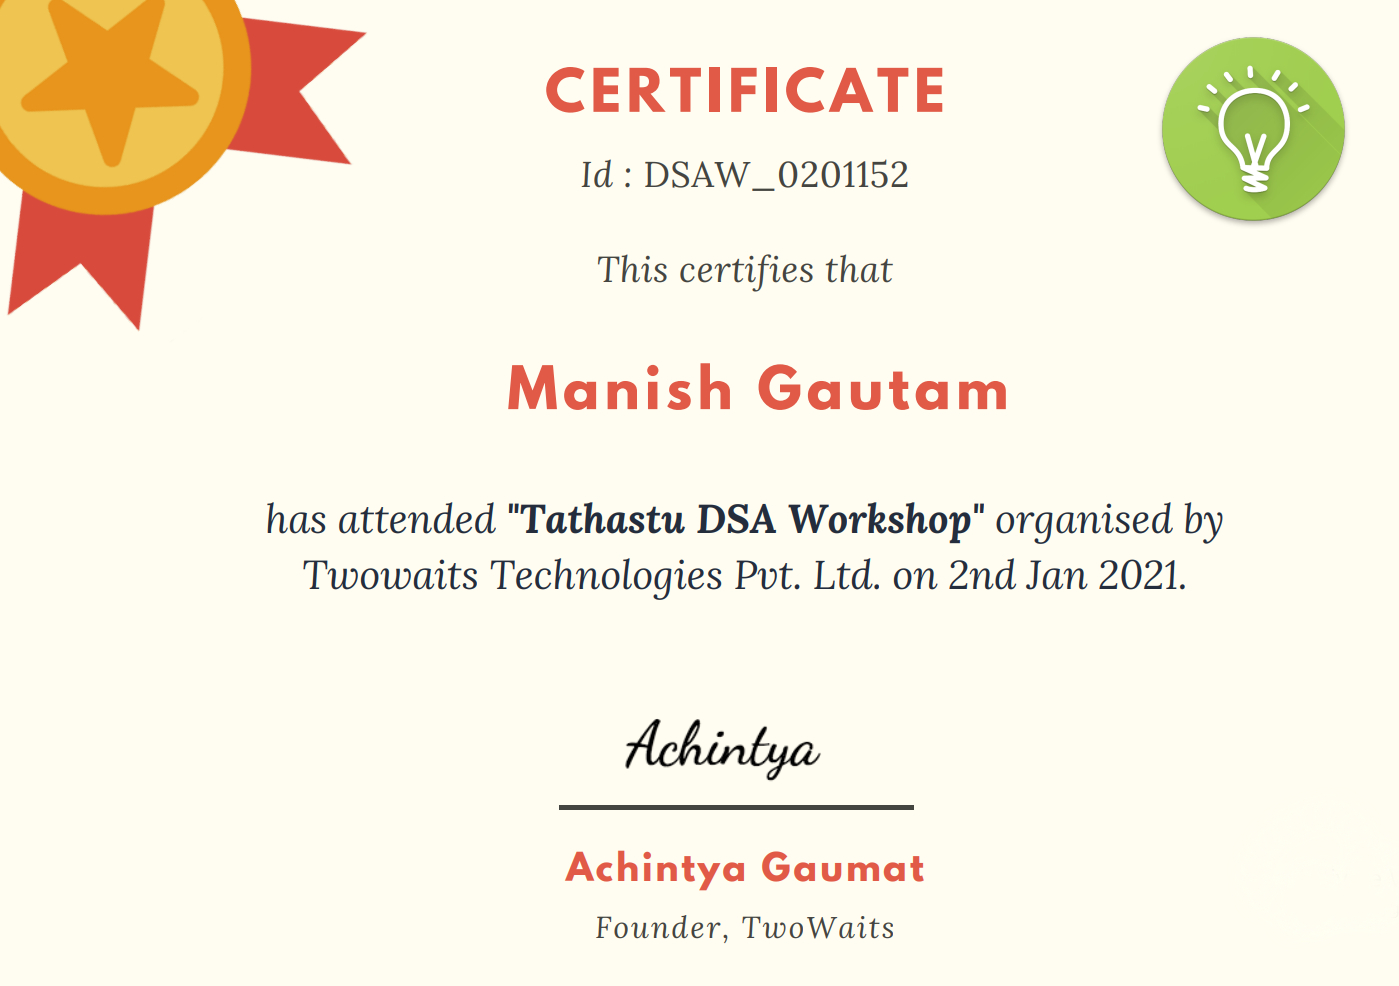 CERTIFICATE
Id : DSAW_0201152
This certifies that
Manish Gautam
has attended "Tathastu DSA Workshop" organised by
Twowaits Technologies Pvt. Ltd. on 2nd Jan 2021.
Achintya
Achintya Gaumat
Founder, TwoWaits